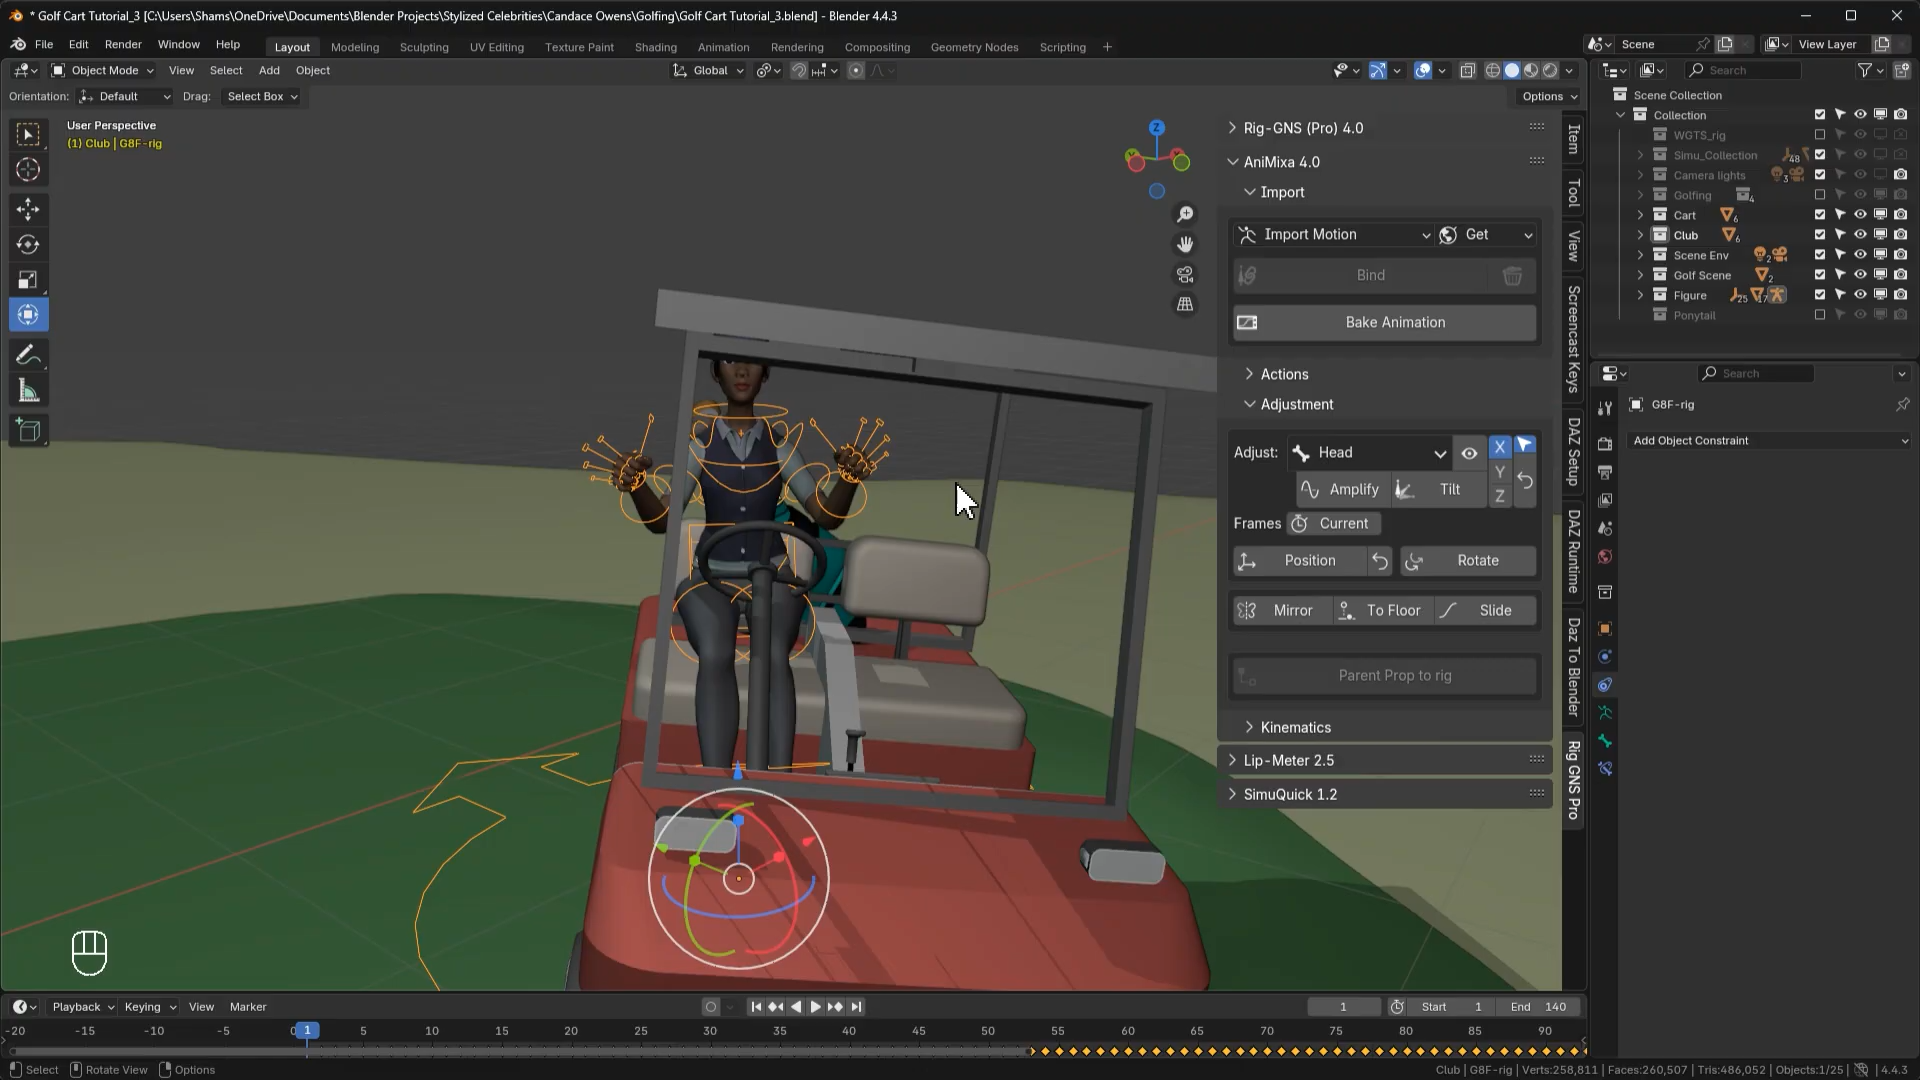 * Golf Cart Tutorial_3 [C:\Users\Shams\OneDrive\Documents\Blender Projects\Stylized Celebrities\Candace Owens\Golfing\Golf Cart Tutorial_3.blend] - Blender 4.4.3
File Edit Render Window Help Layout Modeling Sculpting UV Editing Texture Paint Shading Animation Rendering Compositing Geometry Nodes Scripting + Scene View Layer
Object Mode View Select Add Object Global Search
Orientation: Default Drag: Select Box Options
User Perspective
(1) Club | G8F-rig
Z
Rig-GNS (Pro) 4.0
AniMixa 4.0
Import
Import Motion Get
Bind
Bake Animation
Actions
Adjustment
Adjust: Head X
Amplify Tilt Y
Z
Frames Current
Position Rotate
Mirror To Floor Slide
Parent Prop to rig
Kinematics
Lip-Meter 2.5
SimuQuick 1.2
Item
Tool
View
Screencast Keys
DAZ Setup
DAZ Runtime
Daz To Blender
Rig GNS Pro
Scene Collection
Collection
WGTS_rig
Simu_Collection 48
Camera lights 3
Golfing 4
Cart 6
Club 6
Scene Env 2
Golf Scene 2
Figure 25 17
Ponytail
Search
G8F-rig
Add Object Constraint
Playback Keying View Marker 1 Start 1 End 140
-20 -15 -10 -5 0 1 5 10 15 20 25 30 35 40 45 50 55 60 65 70 75 80 85 90
Select Rotate View Options Club | G8F-rig | Verts:258,811 | Faces:260,507 | Tris:486,052 | Objects:1/25 | 4.4.3